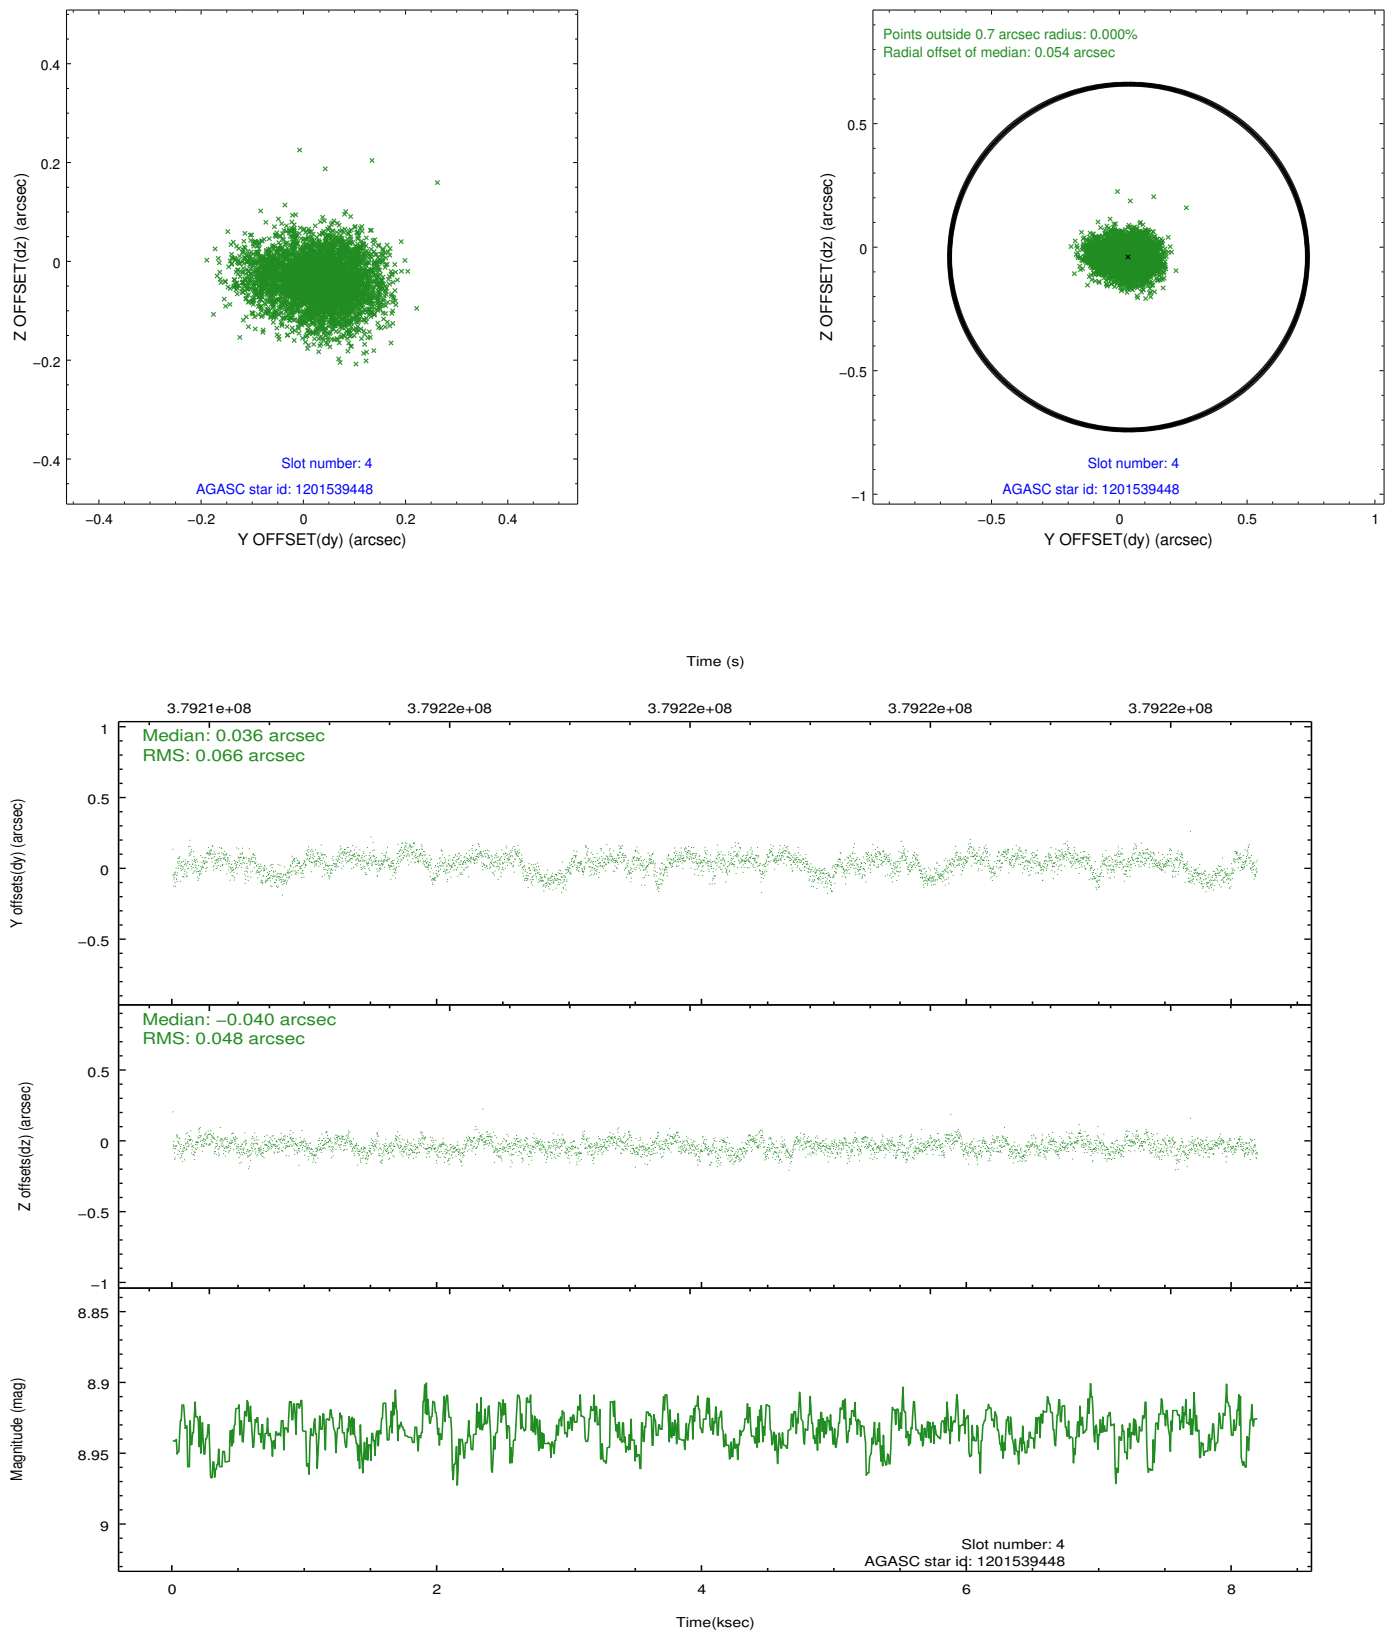 0.4
0.2
0
−0.2
−0.4
Z OFFSET(dz) (arcsec)
Slot number: 4
AGASC star id: 1201539448
−0.4 −0.2 0 0.2 0.4
Y OFFSET(dy) (arcsec)
Points outside 0.7 arcsec radius: 0.000%
Radial offset of median: 0.054 arcsec
0.5
0
−0.5
−1
Z OFFSET(dz) (arcsec)
Slot number: 4
AGASC star id: 1201539448
−0.5 0 0.5 1
Y OFFSET(dy) (arcsec)
Time (s)
3.7921e+08 3.7922e+08 3.7922e+08 3.7922e+08 3.7922e+08
Median: 0.036 arcsec
RMS: 0.066 arcsec
1
0.5
0
−0.5
Y offsets(dy) (arcsec)
Median: −0.040 arcsec
RMS: 0.048 arcsec
0.5
0
−0.5
−1
Z offsets(dz) (arcsec)
8.85
8.9
8.95
9
Magnitude (mag)
Slot number: 4
AGASC star id: 1201539448
0 2 4 6 8
Time(ksec)